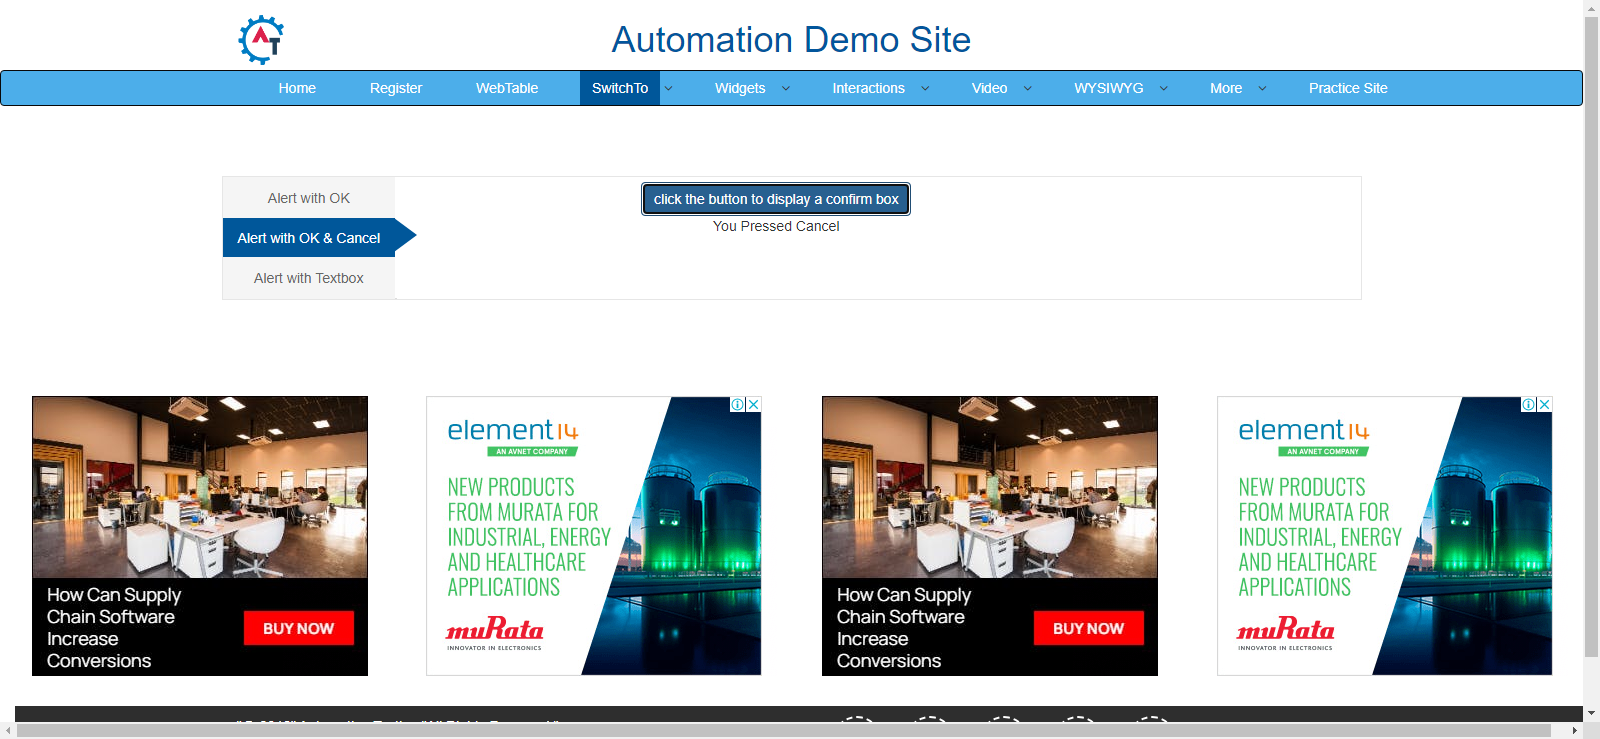 AT
Automation Demo Site
Home Register WebTable SwitchTo Widgets Interactions Video WYSIWYG More Practice Site
Alert with OK
Alert with OK & Cancel
Alert with Textbox
click the button to display a confirm box
You Pressed Cancel
How Can Supply
Chain Software
Increase
Conversions
BUY NOW
element14
AN AVNET COMPANY
NEW PRODUCTS
FROM MURATA FOR
INDUSTRIAL, ENERGY
AND HEALTHCARE
APPLICATIONS
muRata
INNOVATOR IN ELECTRONICS
How Can Supply
Chain Software
Increase
Conversions
BUY NOW
element14
AN AVNET COMPANY
NEW PRODUCTS
FROM MURATA FOR
INDUSTRIAL, ENERGY
AND HEALTHCARE
APPLICATIONS
muRata
INNOVATOR IN ELECTRONICS